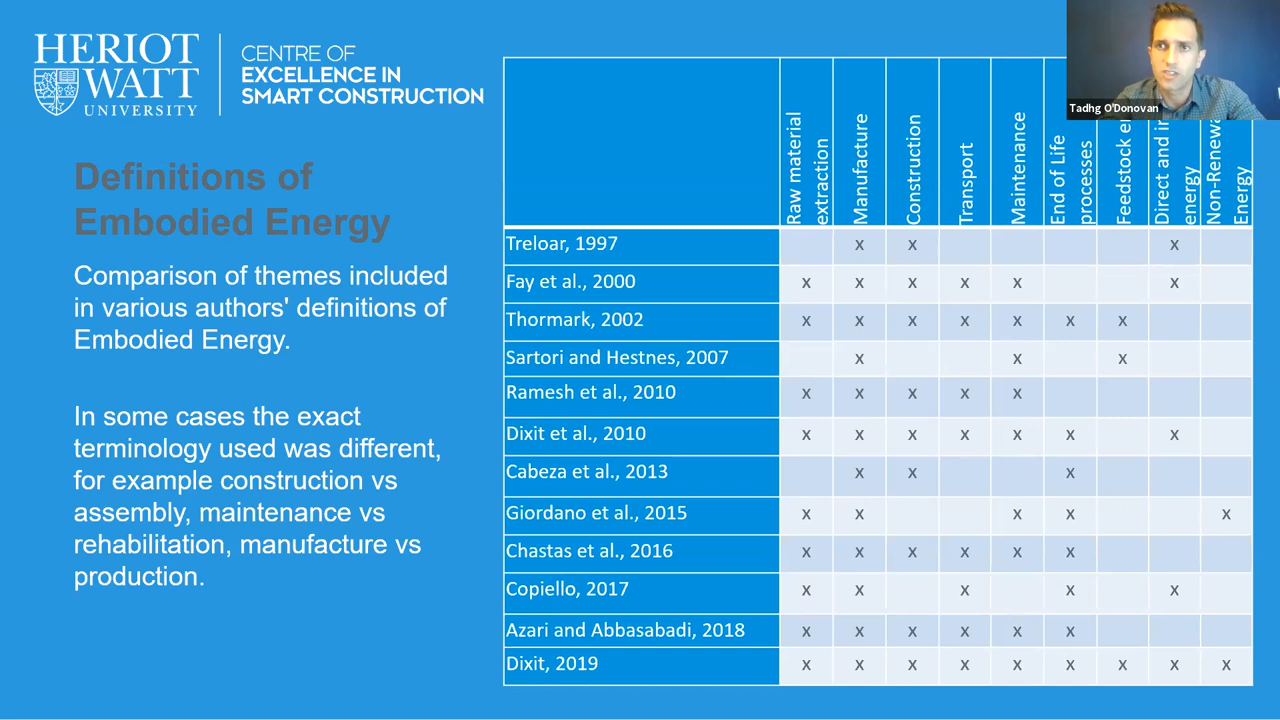 HERIOT
WATT
UNIVERSITY
CENTRE OF
EXCELLENCE IN
SMART CONSTRUCTION
Tadhg O'Donovan
Definitions of
Embodied Energy
Comparison of themes included
in various authors' definitions of
Embodied Energy.
In some cases the exact
terminology used was different,
for example construction vs
assembly, maintenance vs
rehabilitation, manufacture vs
production.
Raw material
extraction
Manufacture
Construction
Transport
Maintenance
End of Life
processes
Feedstock
Direct and
energy
Energy
Treloar, 1997 x x x
Fay et al., 2000 x x x x x x
Thormark, 2002 x x x x x x x
Sartori and Hestnes, 2007 x x x
Ramesh et al., 2010 x x x x x
Dixit et al., 2010 x x x x x x x
Cabeza et al., 2013 x x x
Giordano et al., 2015 x x x x x
Chastas et al., 2016 x x x x x x
Copiello, 2017 x x x x x
Azari and Abbasabadi, 2018 x x x x x x
Dixit, 2019 x x x x x x x x x